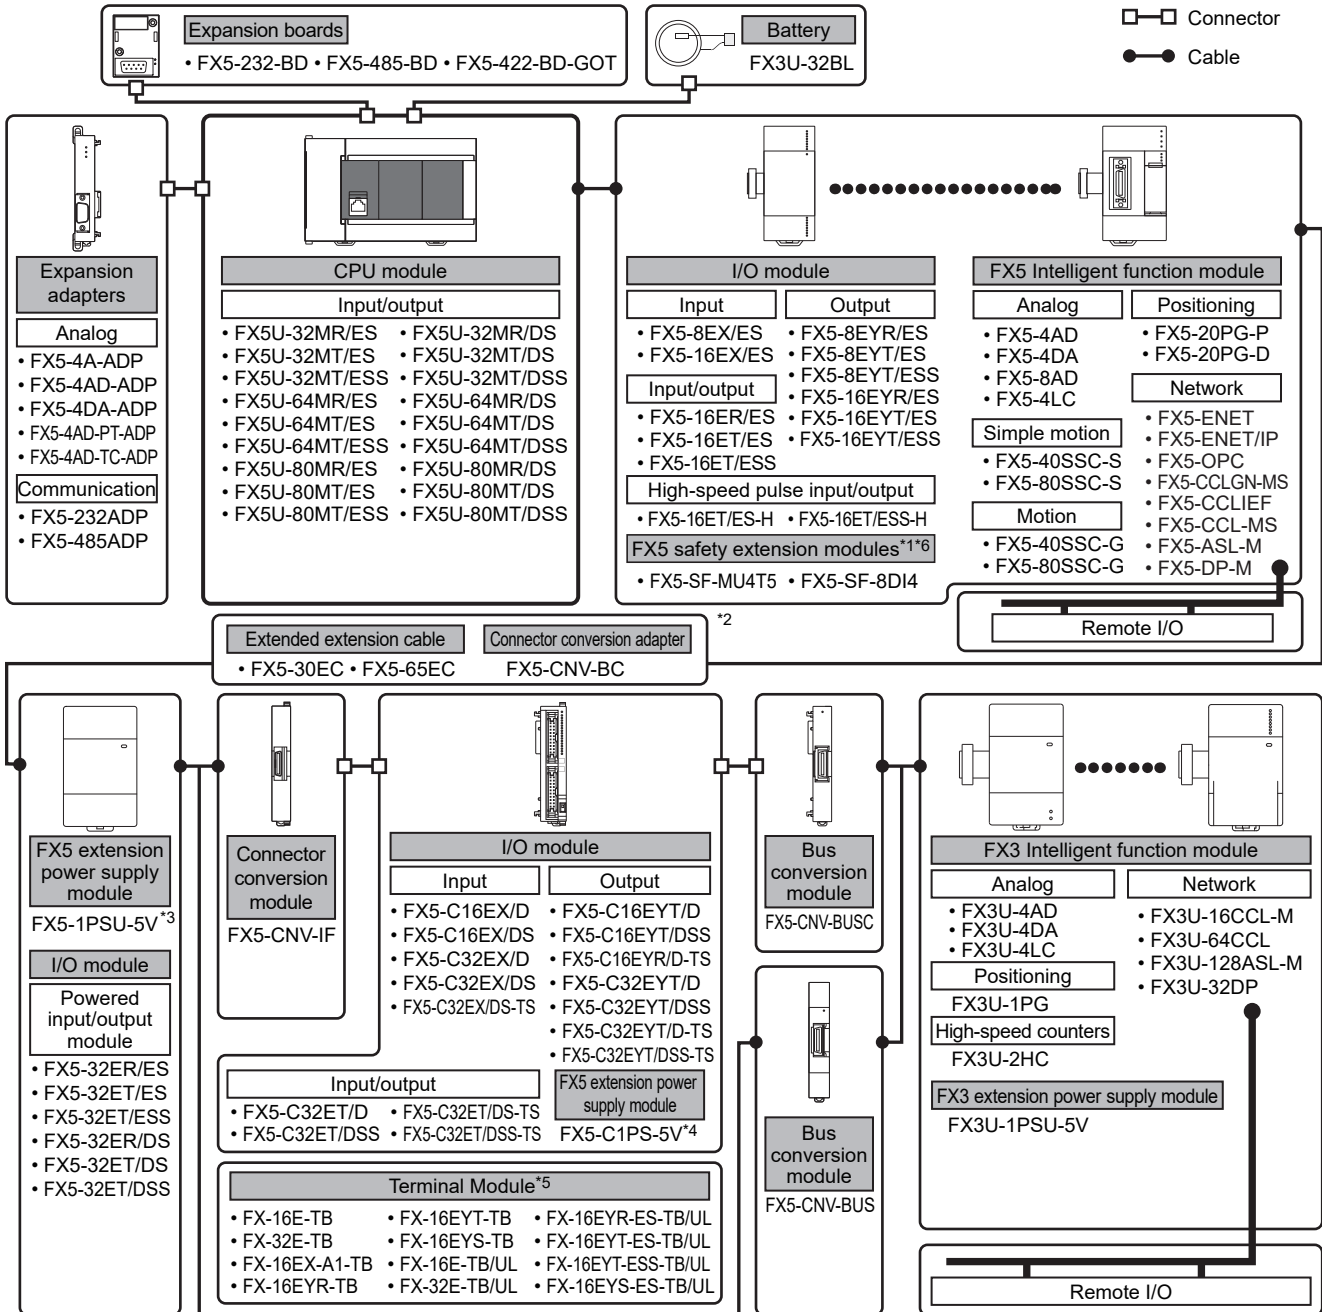 Expansion boards
• FX5-232-BD • FX5-485-BD • FX5-422-BD-GOT
Battery
FX3U-32BL
Connector
Cable
Expansion
adapters
Analog
• FX5-4A-ADP
• FX5-4AD-ADP
• FX5-4DA-ADP
• FX5-4AD-PT-ADP
• FX5-4AD-TC-ADP
Communication
• FX5-232ADP
• FX5-485ADP
CPU module
Input/output
• FX5U-32MR/ES • FX5U-32MR/DS
• FX5U-32MT/ES • FX5U-32MT/DS
• FX5U-32MT/ESS • FX5U-32MT/DSS
• FX5U-64MR/ES • FX5U-64MR/DS
• FX5U-64MT/ES • FX5U-64MT/DS
• FX5U-64MT/ESS • FX5U-64MT/DSS
• FX5U-80MR/ES • FX5U-80MR/DS
• FX5U-80MT/ES • FX5U-80MT/DS
• FX5U-80MT/ESS • FX5U-80MT/DSS
I/O module
Input
• FX5-8EX/ES
• FX5-16EX/ES
Input/output
• FX5-16ER/ES
• FX5-16ET/ES
• FX5-16ET/ESS
Output
• FX5-8EYR/ES
• FX5-8EYT/ES
• FX5-8EYT/ESS
• FX5-16EYR/ES
• FX5-16EYT/ES
• FX5-16EYT/ESS
High-speed pulse input/output
• FX5-16ET/ES-H • FX5-16ET/ESS-H
FX5 safety extension modules*1*6
• FX5-SF-MU4T5 • FX5-SF-8DI4
FX5 Intelligent function module
Analog
• FX5-4AD
• FX5-4DA
• FX5-8AD
• FX5-4LC
Simple motion
• FX5-40SSC-S
• FX5-80SSC-S
Motion
• FX5-40SSC-G
• FX5-80SSC-G
Positioning
• FX5-20PG-P
• FX5-20PG-D
Network
• FX5-ENET
• FX5-ENET/IP
• FX5-OPC
• FX5-CCLGN-MS
• FX5-CCLIEF
• FX5-CCL-MS
• FX5-ASL-M
• FX5-DP-M
Remote I/O
Extended extension cable
• FX5-30EC • FX5-65EC
Connector conversion adapter
FX5-CNV-BC
*2
FX5 extension
power supply
module
FX5-1PSU-5V*3
I/O module
Powered
input/output
module
• FX5-32ER/ES
• FX5-32ET/ES
• FX5-32ET/ESS
• FX5-32ER/DS
• FX5-32ET/DS
• FX5-32ET/DSS
Connector
conversion
module
FX5-CNV-IF
I/O module
Input
• FX5-C16EX/D
• FX5-C16EX/DS
• FX5-C32EX/D
• FX5-C32EX/DS
• FX5-C32EX/DS-TS
Output
• FX5-C16EYT/D
• FX5-C16EYT/DSS
• FX5-C16EYR/D-TS
• FX5-C32EYT/D
• FX5-C32EYT/DSS
• FX5-C32EYT/D-TS
• FX5-C32EYT/DSS-TS
Input/output
• FX5-C32ET/D • FX5-C32ET/DS-TS
• FX5-C32ET/DSS • FX5-C32ET/DSS-TS
FX5 extension power
supply module
FX5-C1PS-5V*4
Terminal Module*5
• FX-16E-TB • FX-16EYT-TB • FX-16EYR-ES-TB/UL
• FX-32E-TB • FX-16EYS-TB • FX-16EYT-ES-TB/UL
• FX-16EX-A1-TB • FX-16E-TB/UL • FX-16EYT-ESS-TB/UL
• FX-16EYR-TB • FX-32E-TB/UL • FX-16EYS-ES-TB/UL
Bus
conversion
module
FX5-CNV-BUSC
Bus
conversion
module
FX5-CNV-BUS
FX3 Intelligent function module
Analog
• FX3U-4AD
• FX3U-4DA
• FX3U-4LC
Positioning
FX3U-1PG
High-speed counters
FX3U-2HC
Network
• FX3U-16CCL-M
• FX3U-64CCL
• FX3U-128ASL-M
• FX3U-32DP
FX3 extension power supply module
FX3U-1PSU-5V
Remote I/O